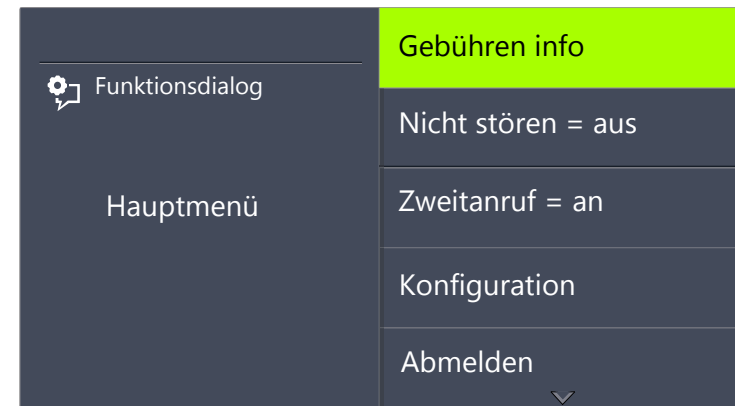 Funktionsdialog
Hauptmenü
Gebühren info
Nicht stören = aus
Zweitanruf = an
Konfiguration
Abmelden